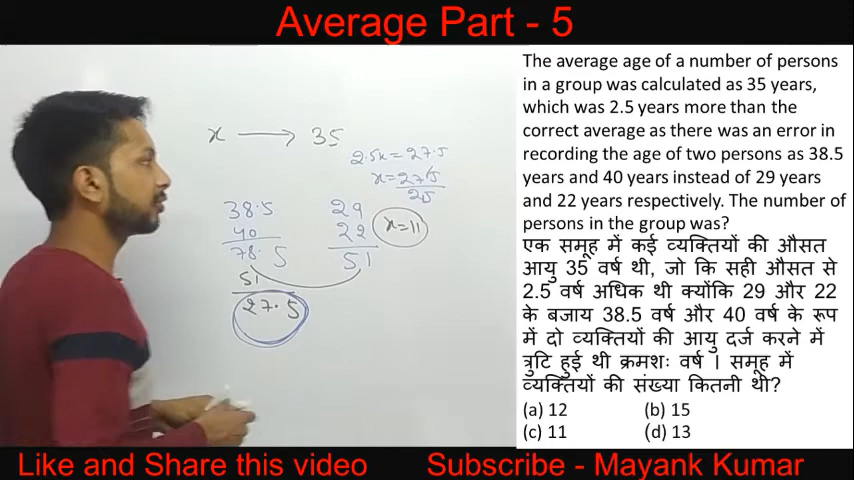 Average Part - 5
The average age of a number of persons
in a group was calculated as 35 years,
which was 2.5 years more than the
correct average as there was an error in
recording the age of two persons as 38.5
years and 40 years instead of 29 years
and 22 years respectively. The number of
persons in the group was?
एक समूह में कई व्यक्तियों की औसत
आयु 35 वर्ष थी, जो कि सही औसत से
2.5 वर्ष अधिक थी क्योंकि 29 और 22
के बजाय 38.5 वर्ष और 40 वर्ष के रूप
में दो व्यक्तियों की आयु दर्ज करने में
त्रुटि हुई थी क्रमशः वर्ष । समूह में
व्यक्तियों की संख्या कितनी थी?
(a) 12 (b) 15
(c) 11 (d) 13
x ⟶ 35
2.5x = 27.5
x = 27.5
2.5
x = 11
38.5 29
40 22
78.5 51
51
27.5
Like and Share this video Subscribe - Mayank Kumar